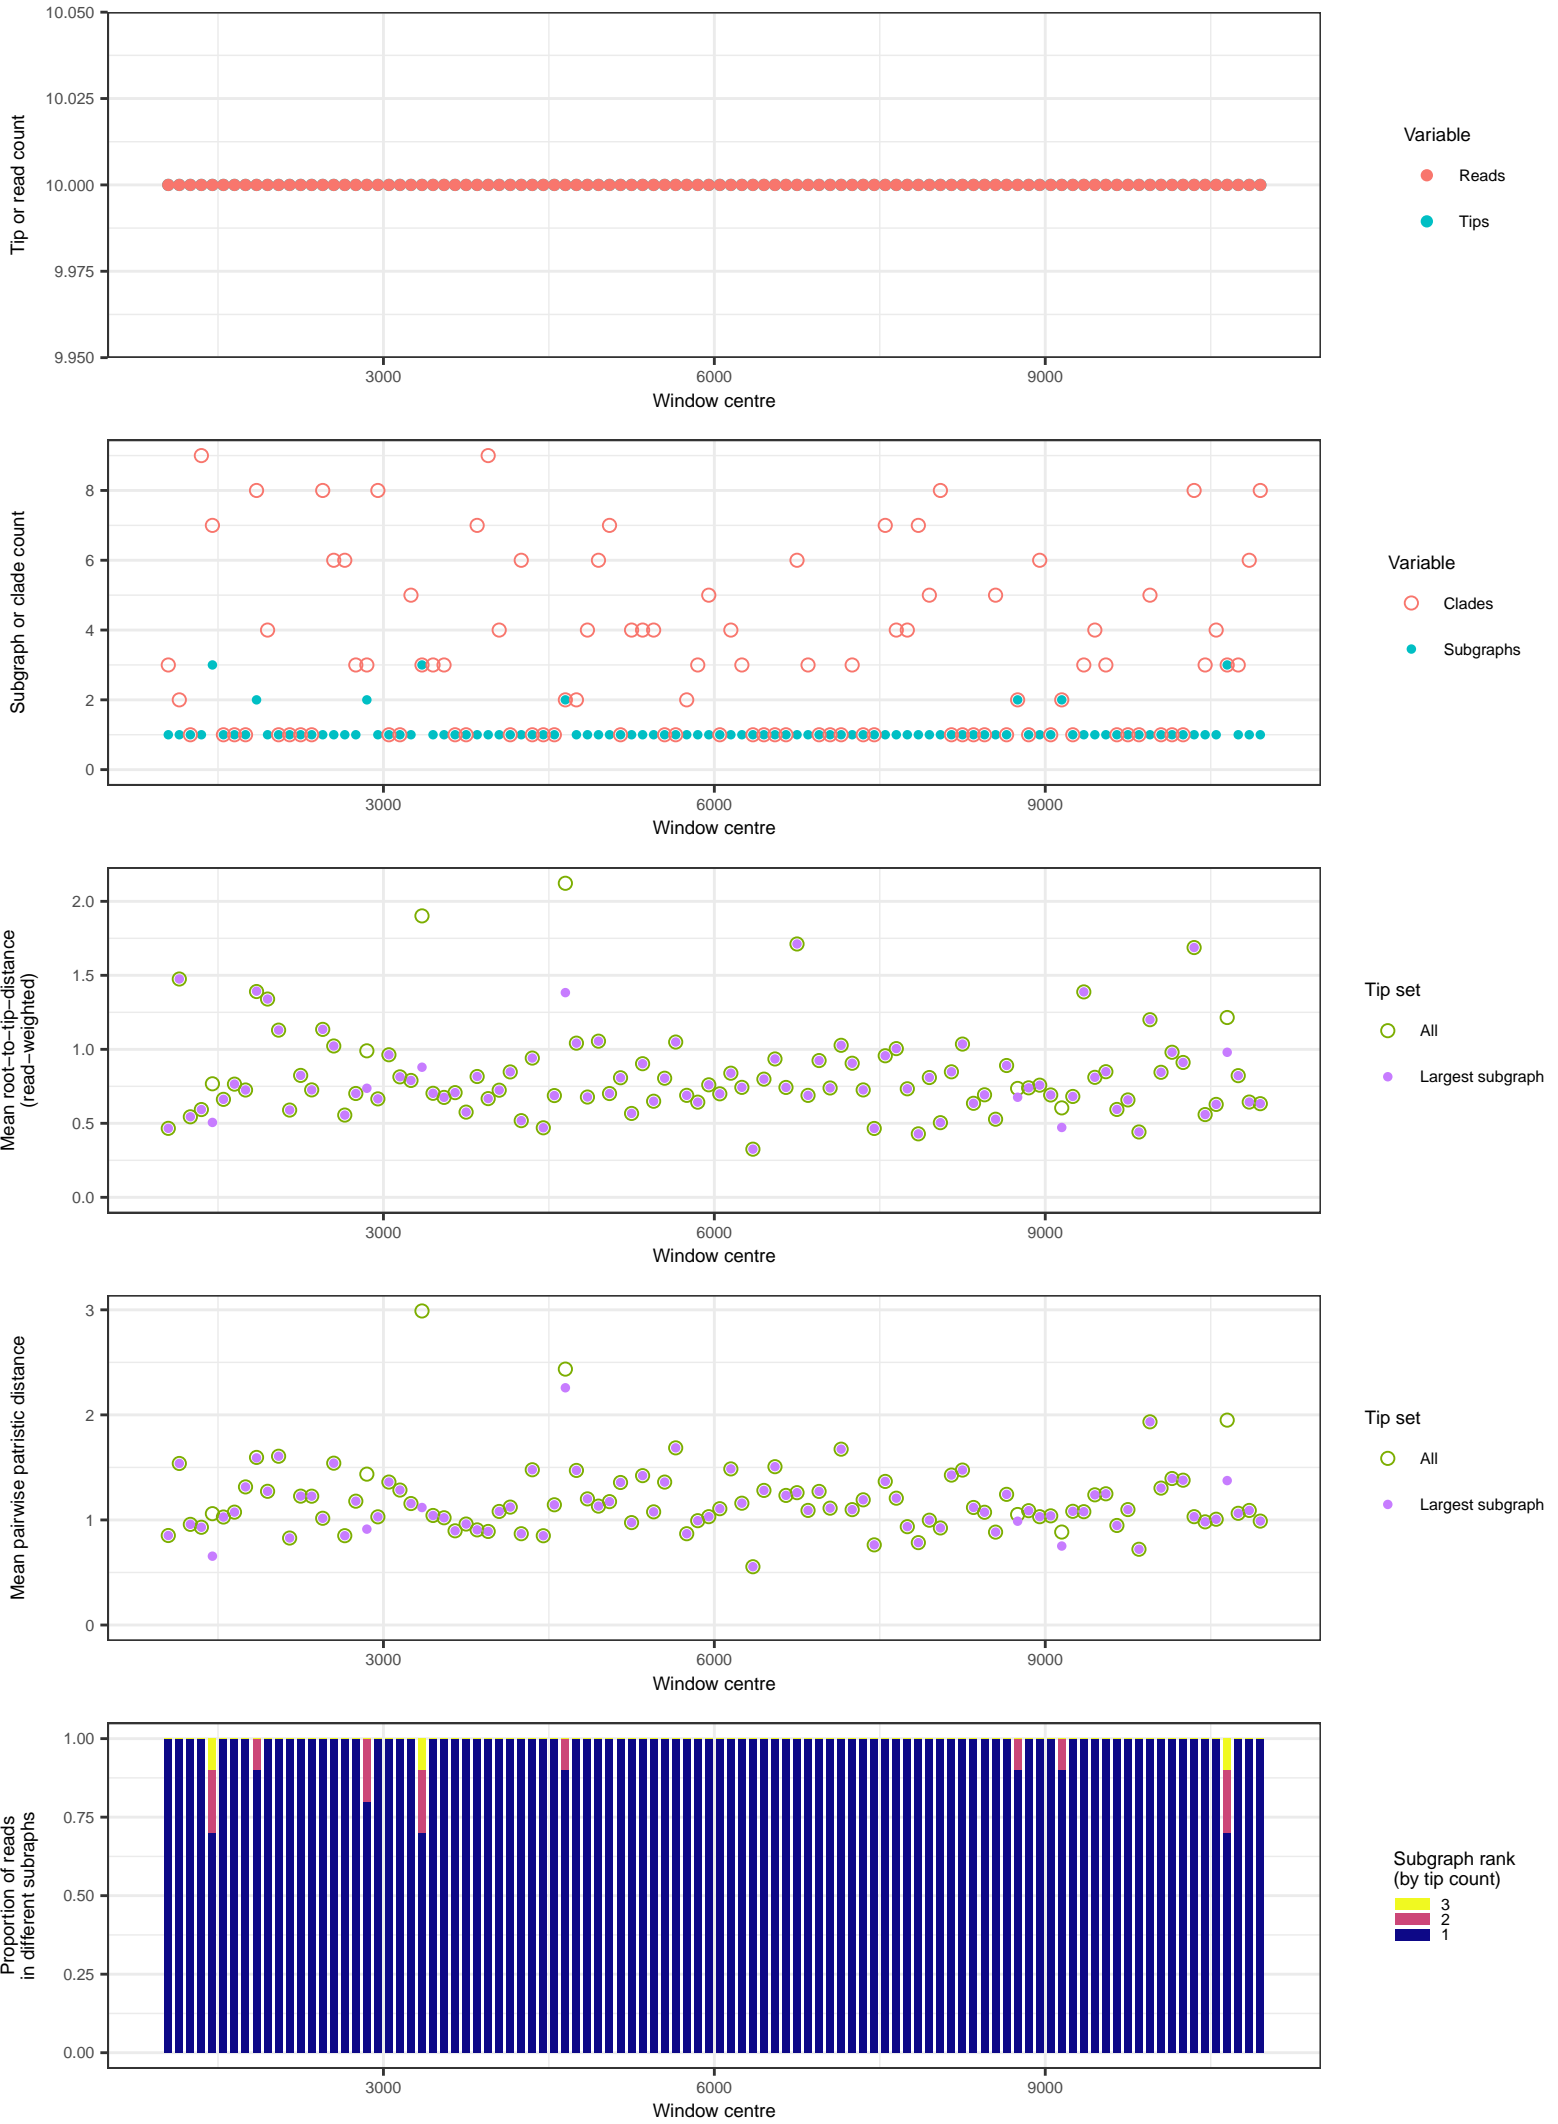 10.050
10.025
10.000
9.975
9.950
Tip or read count
3000
6000
9000
Window centre
Variable
Reads
Tips
8
6
4
2
0
Subgraph or clade count
3000
6000
9000
Window centre
Variable
Clades
Subgraphs
2.0
1.5
1.0
0.5
0.0
Mean root−to−tip−distance
(read−weighted)
3000
6000
9000
Window centre
Tip set
All
Largest subgraph
3
2
1
0
Mean pairwise patristic distance
3000
6000
9000
Window centre
Tip set
All
Largest subgraph
1.00
0.75
0.50
0.25
0.00
Proportion of reads
in different subraphs
3000
6000
9000
Window centre
Subgraph rank
(by tip count)
3
2
1